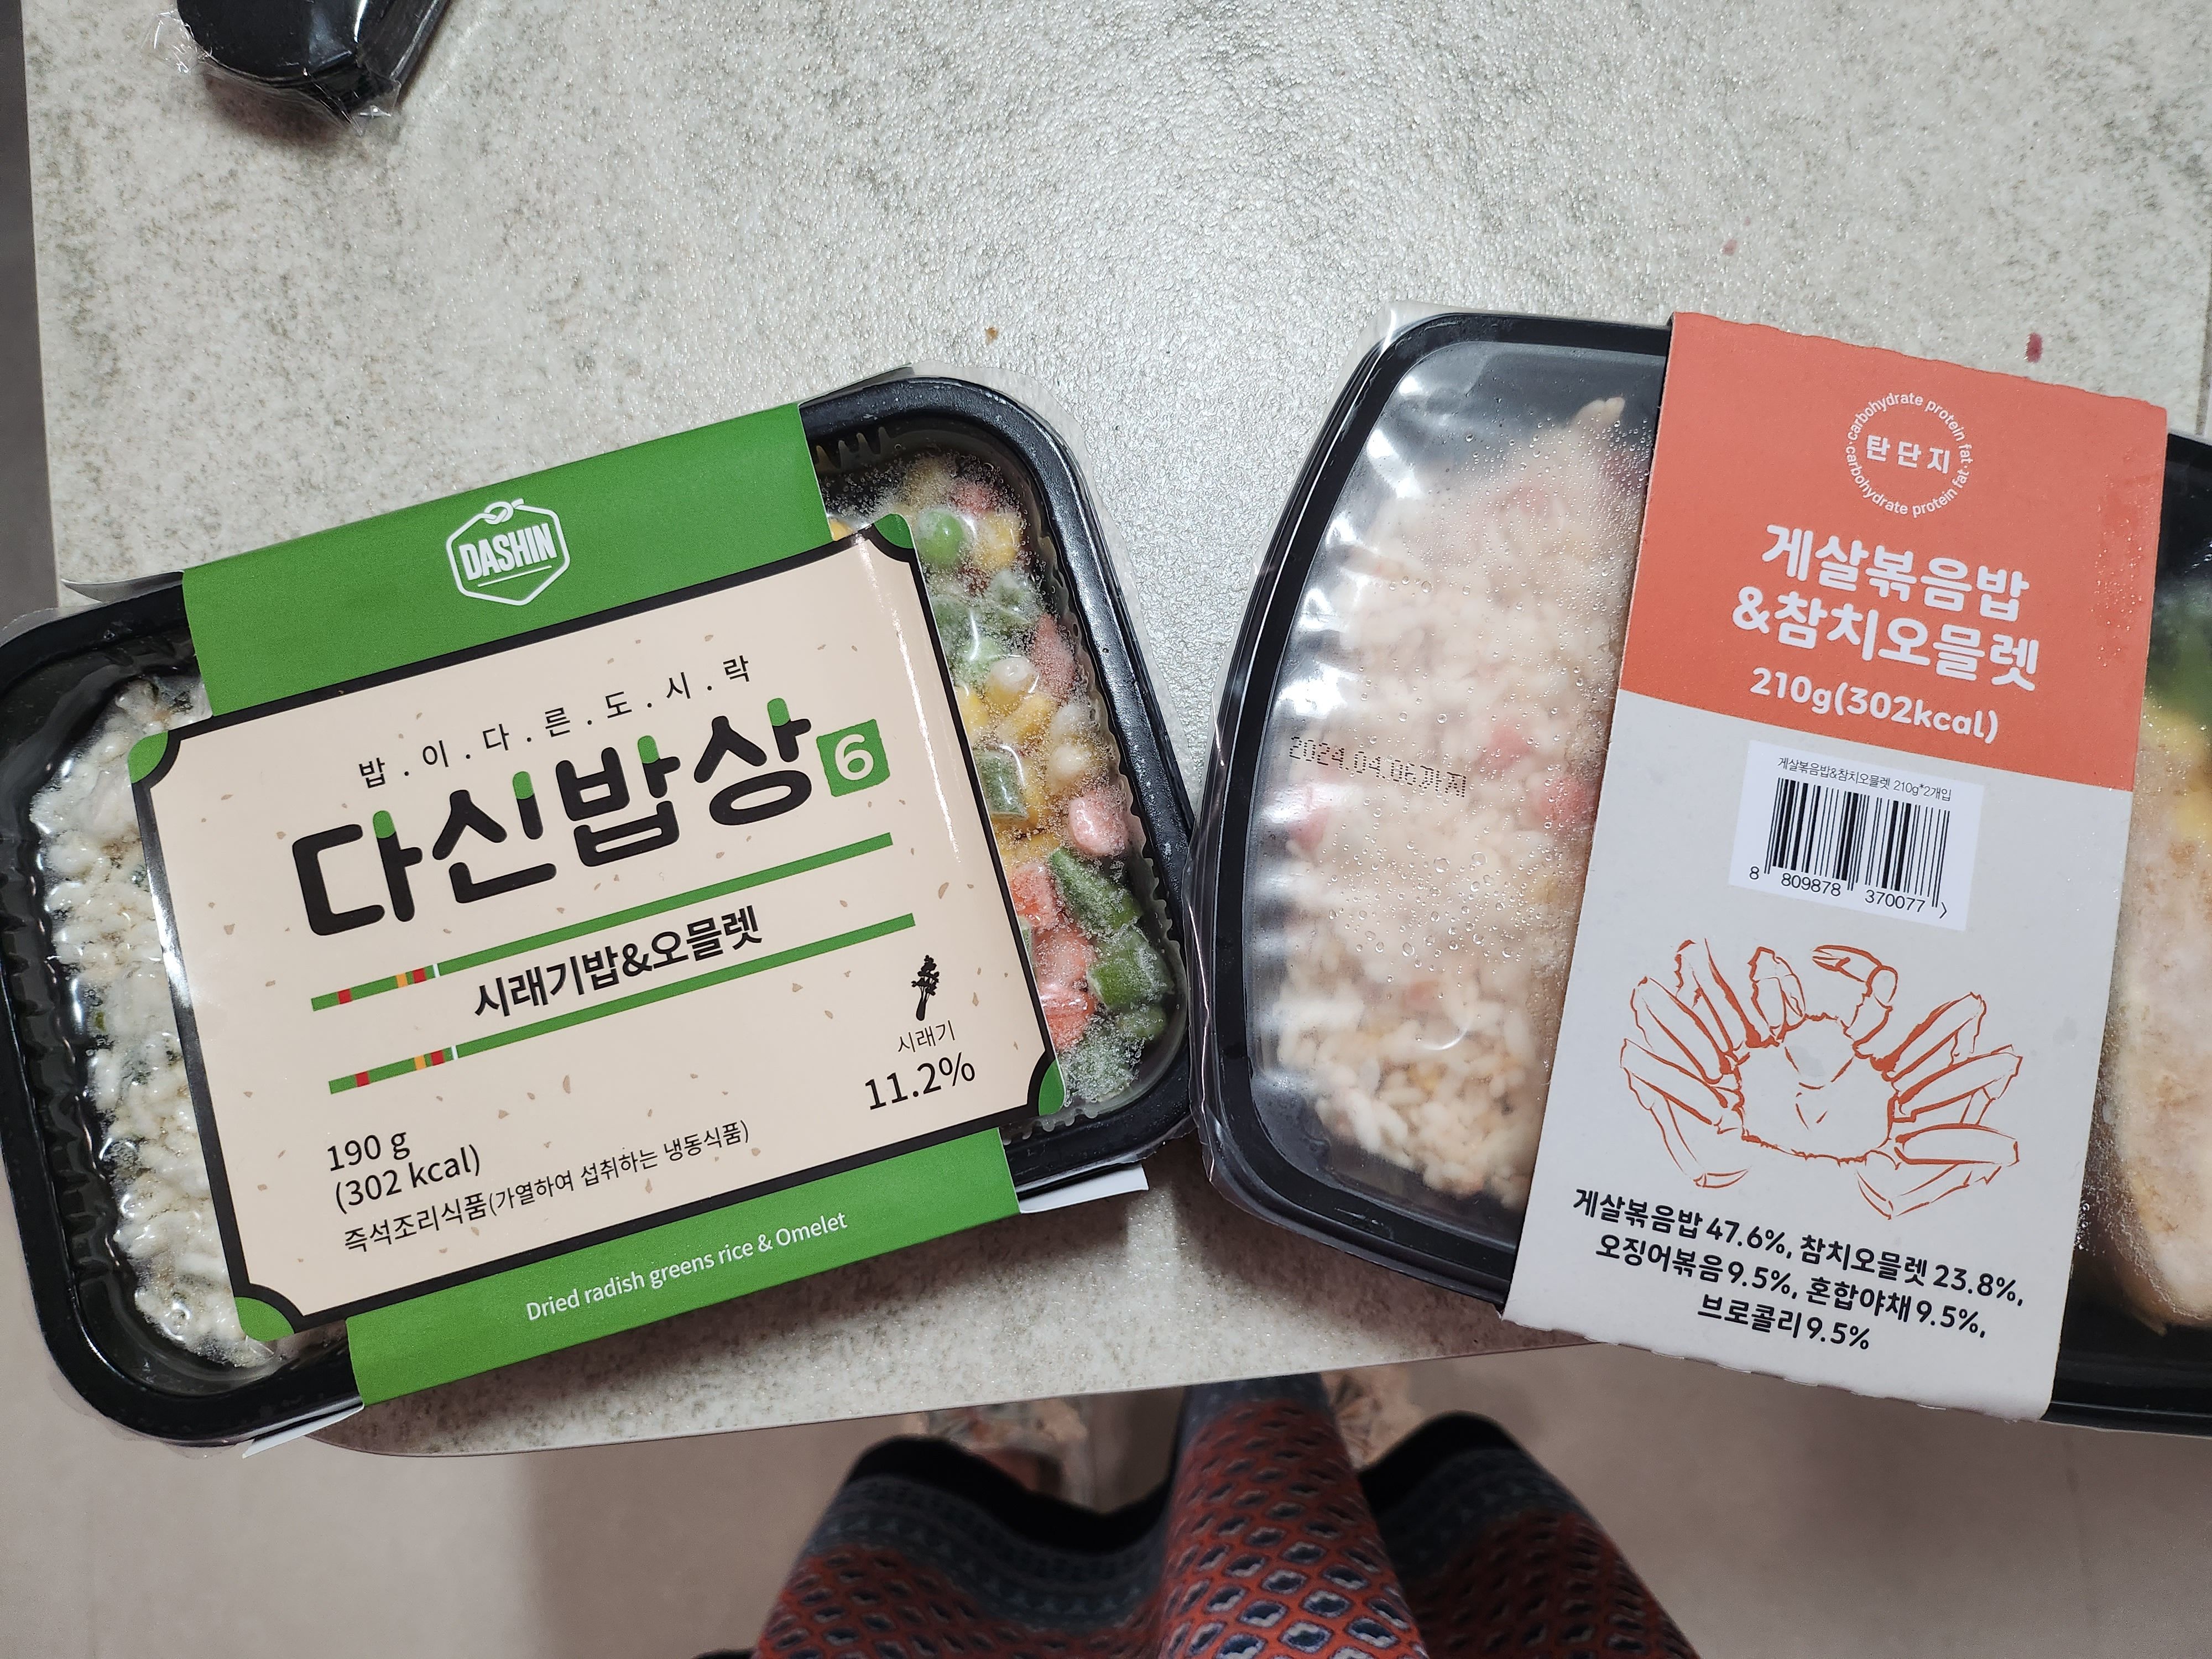 DASHIN
밥.이.다.른.도.시.락
다신밥상 6
시래기밥&오믈렛
시래기
11.2%
190 g
(302 kcal)
즉석조리식품(가열하여 섭취하는 냉동식품)
Dried radish greens rice & Omelet
carbohydrate protein fat·carbohydrate protein fat·
탄단지
게살볶음밥
&참치오믈렛
210g(302kcal)
게살볶음밥&참치오믈렛 210g*2개입
8 809878 370077
2024.04.06까지
게살볶음밥 47.6%, 참치오믈렛 23.8%,
오징어볶음 9.5%, 혼합야채 9.5%,
브로콜리 9.5%